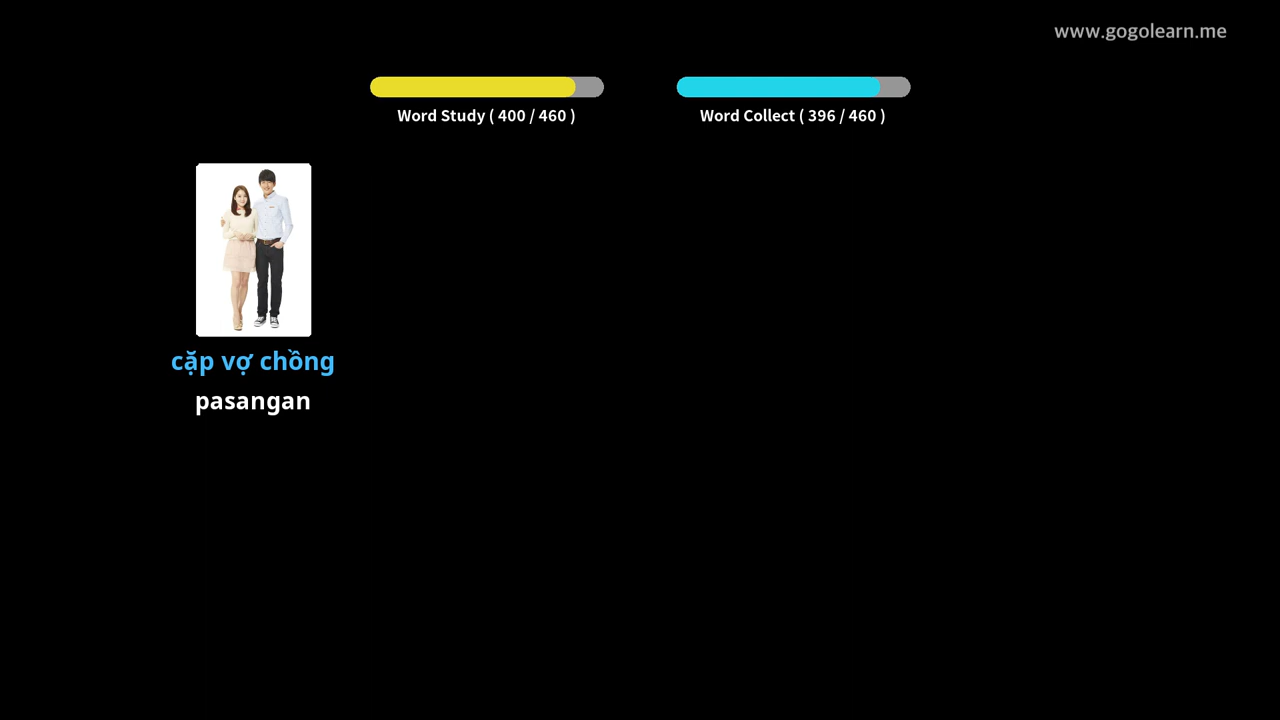 www.gogolearn.me
Word Study ( 400 / 460 )
Word Collect ( 396 / 460 )
cặp vợ chồng
pasangan